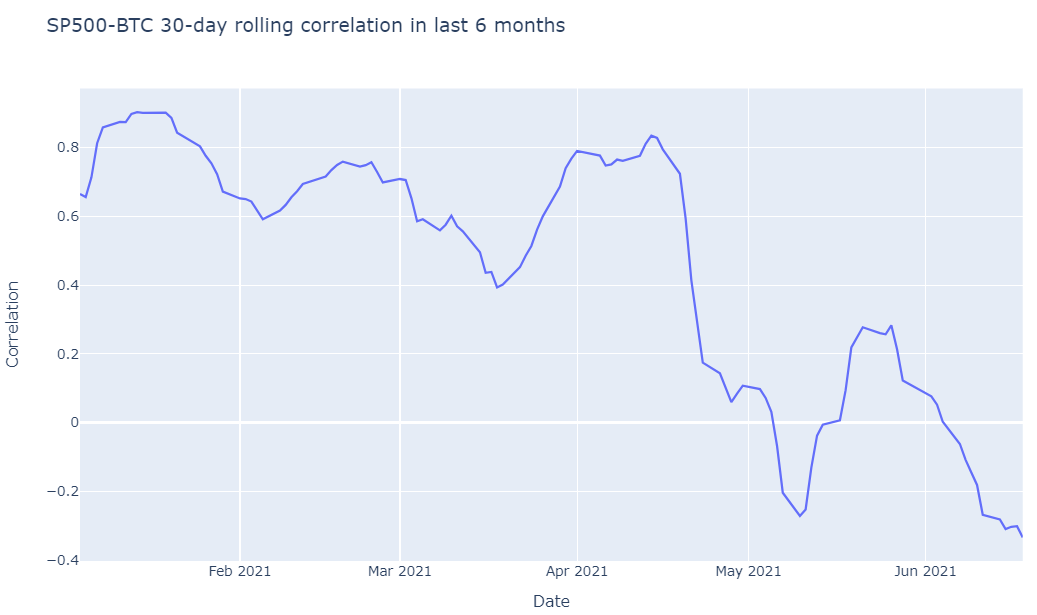 SP500-BTC 30-day rolling correlation in last 6 months
Correlation
0.8
0.6
0.4
0.2
0
−0.2
−0.4
Feb 2021
Mar 2021
Apr 2021
May 2021
Jun 2021
Date